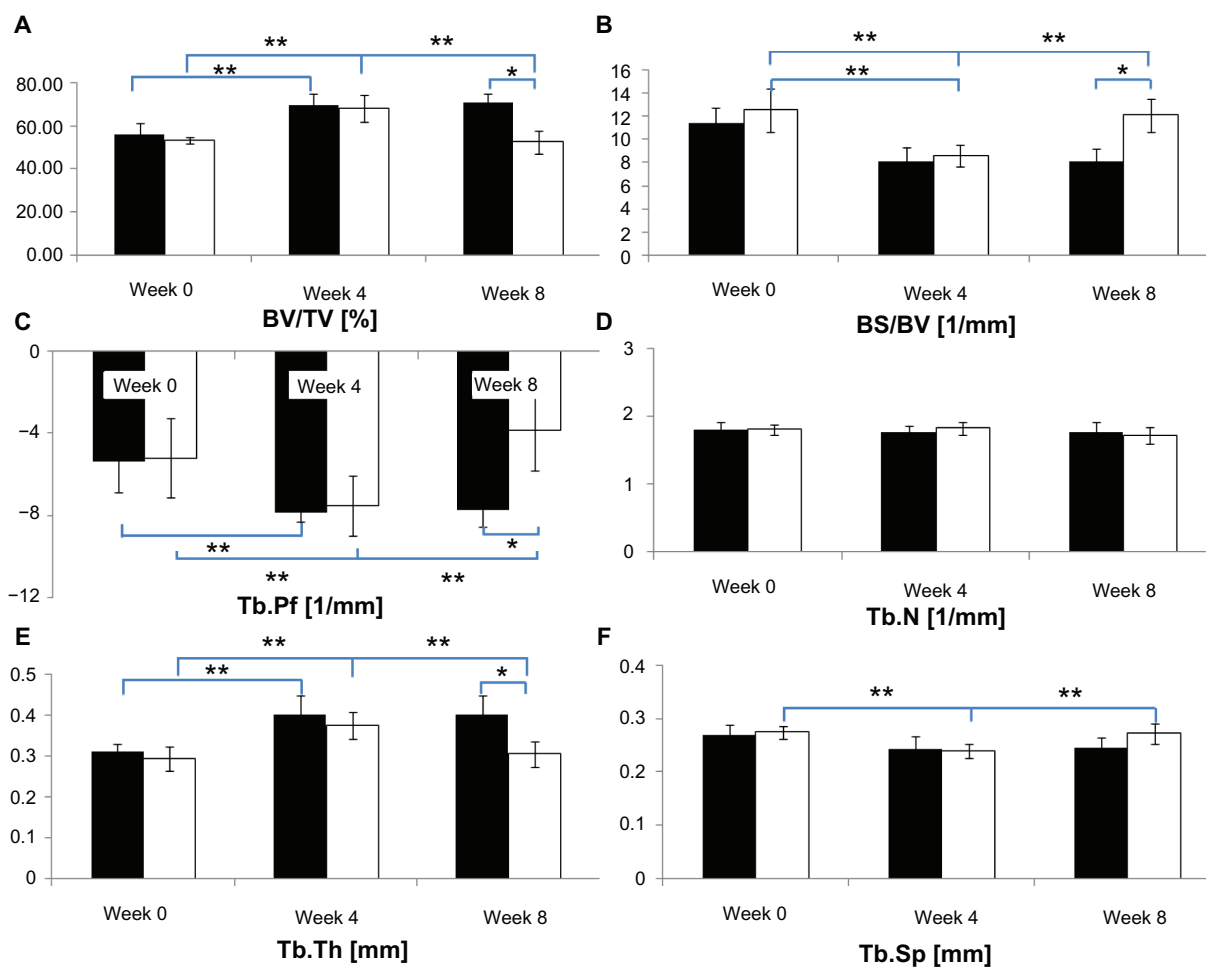 A
**
**
**
*
80.00
60.00
40.00
20.00
0.00
Week 0
Week 4
Week 8
BV/TV [%]
B
**
**
**
*
16
14
12
10
8
6
4
2
0
Week 0
Week 4
Week 8
BS/BV [1/mm]
C
0
−4
−8
−12
Week 0
Week 4
Week 8
**
*
**
**
Tb.Pf [1/mm]
D
3
2
1
0
Week 0
Week 4
Week 8
Tb.N [1/mm]
E
**
**
**
*
0.5
0.4
0.3
0.2
0.1
0
Week 0
Week 4
Week 8
Tb.Th [mm]
F
**
**
0.4
0.3
0.2
0.1
0
Week 0
Week 4
Week 8
Tb.Sp [mm]